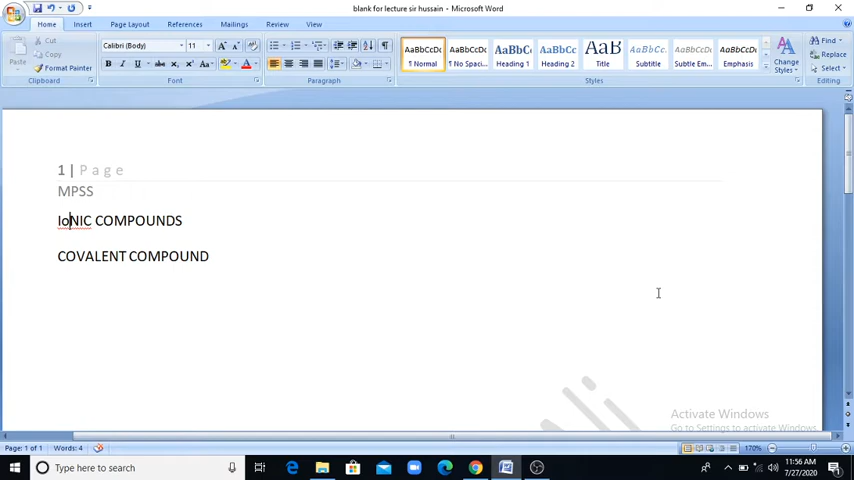 blank for lecture sir hussain - Microsoft Word
Home Insert Page Layout References Mailings Review View
Paste
Cut
Copy
Format Painter
Clipboard
Calibri (Body) 11
Font
Paragraph
AaBbCcDc AaBbCcDc AaBbC AaBbCc AaB AaBbCcL AaBbCcDc AaBbCcDc
¶ Normal ¶ No Spaci... Heading 1 Heading 2 Title Subtitle Subtle Em... Emphasis
Styles
Change Styles
Find
Replace
Select
Editing
1 | Page
MPSS
IoNIC COMPOUNDS
COVALENT COMPOUND
Activate Windows
Go to Settings to activate Windows.
Page: 1 of 1 Words: 4 170%
Type here to search
11:56 AM
7/27/2020